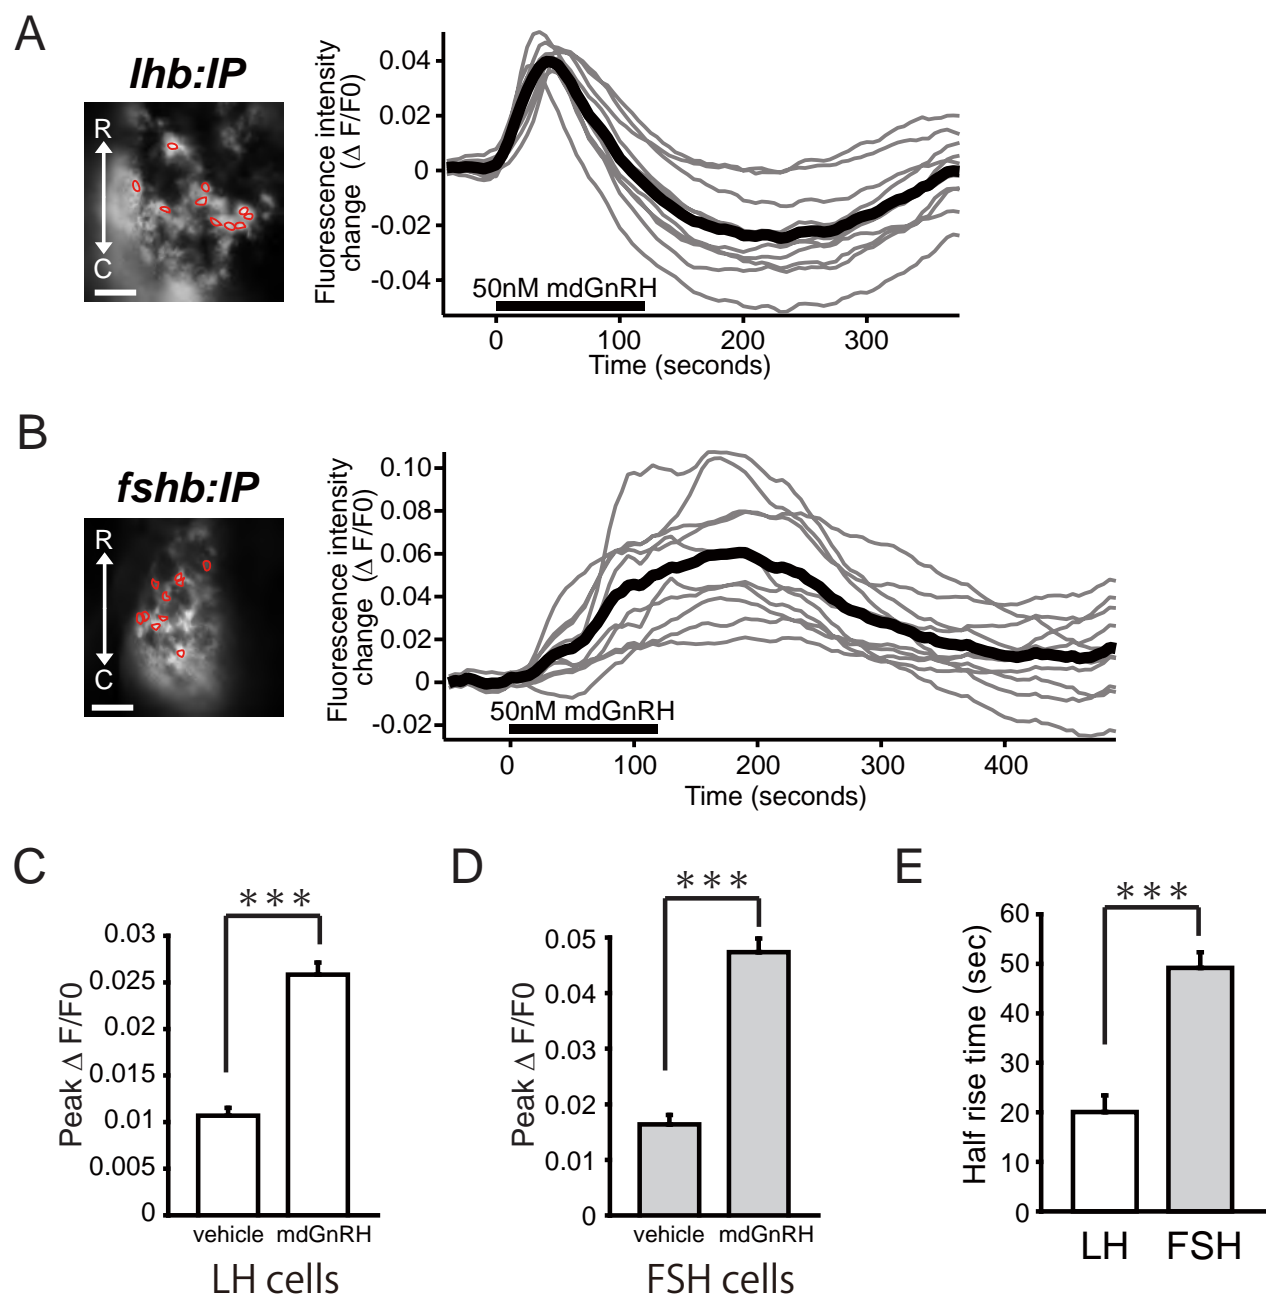 A
lhb:IP
R
C
Fluorescence intensity
change (Δ F/F0)
0.04
0.02
0
-0.02
-0.04
50nM mdGnRH
0 100 200 300
Time (seconds)
B
fshb:IP
R
C
Fluorescence intensity
change (Δ F/F0)
0.10
0.08
0.06
0.04
0.02
0
-0.02
50nM mdGnRH
0 100 200 300 400
Time (seconds)
C
Peak Δ F/F0
0.03
0.025
0.02
0.015
0.01
0.005
0
***
vehicle mdGnRH
LH cells
D
Peak Δ F/F0
0.05
0.04
0.03
0.02
0.01
0
***
vehicle mdGnRH
FSH cells
E
Half rise time (sec)
60
50
40
30
20
10
0
***
LH FSH